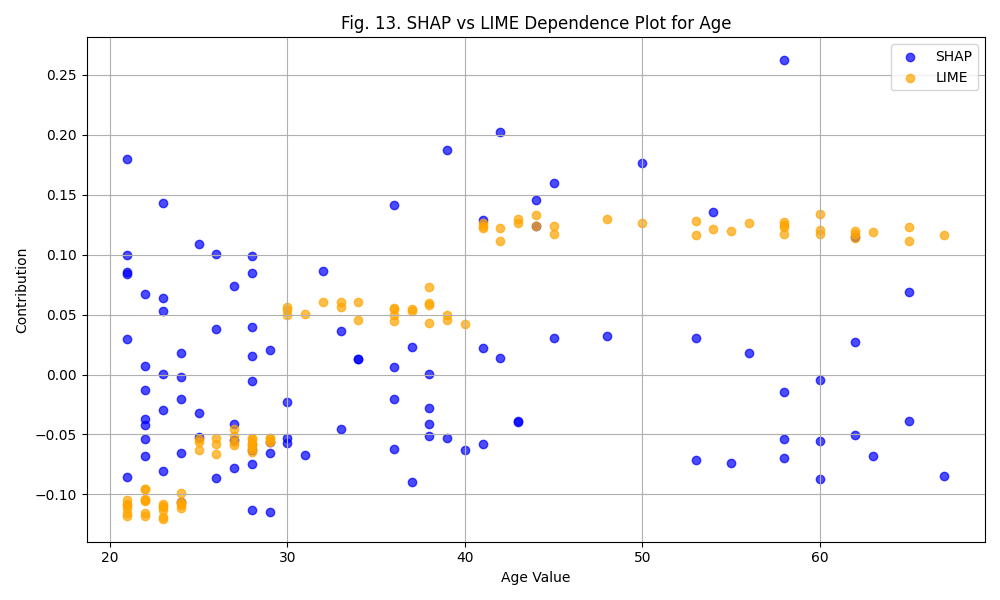 Fig. 13. SHAP vs LIME Dependence Plot for Age
SHAP
LIME
0.25
0.20
0.15
0.10
0.05
0.00
−0.05
−0.10
Contribution
20 30 40 50 60
Age Value